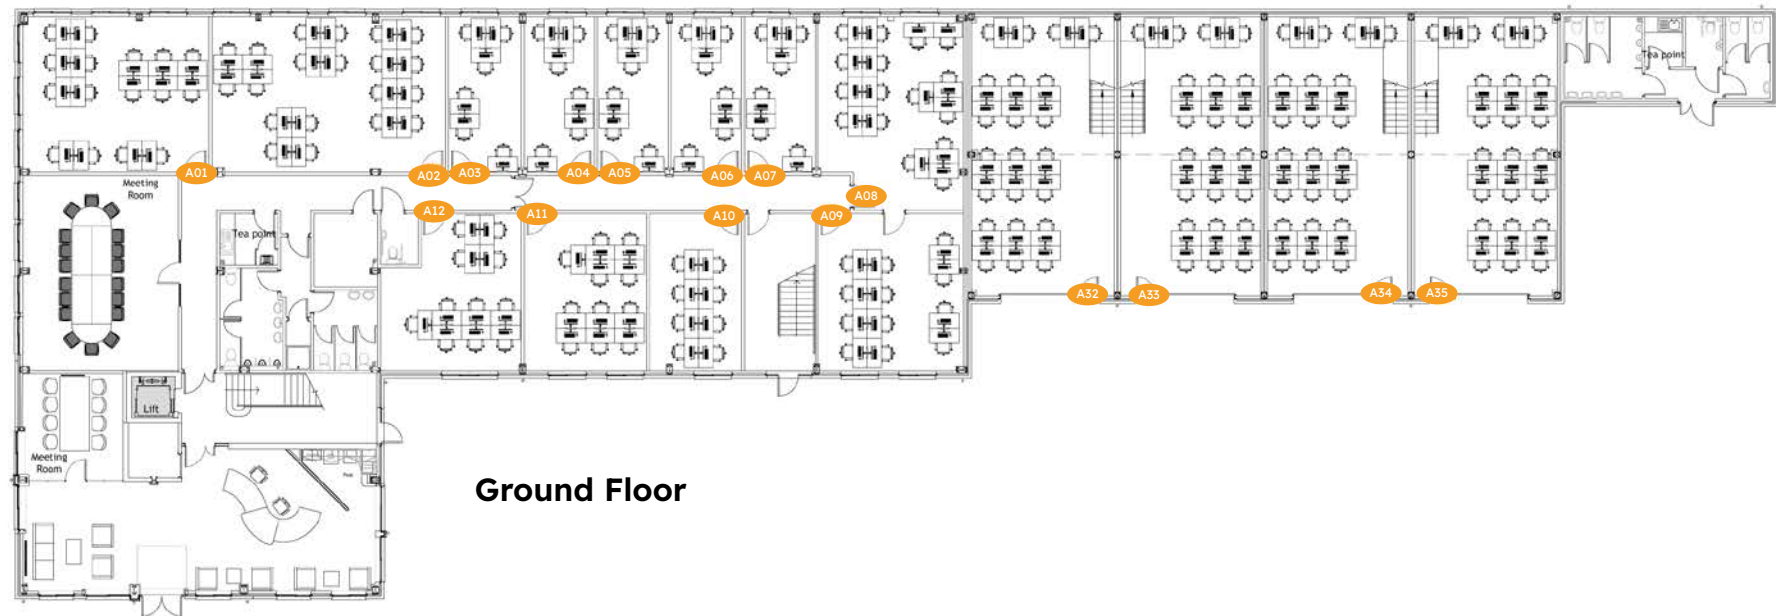 Tea point
Meeting
Room
A01
A02
A03
A04
A05
A06
A07
A08
A12
A11
A10
A09
Tea point
A32
A33
A34
A35
Lift
Meeting
Room
Ground Floor